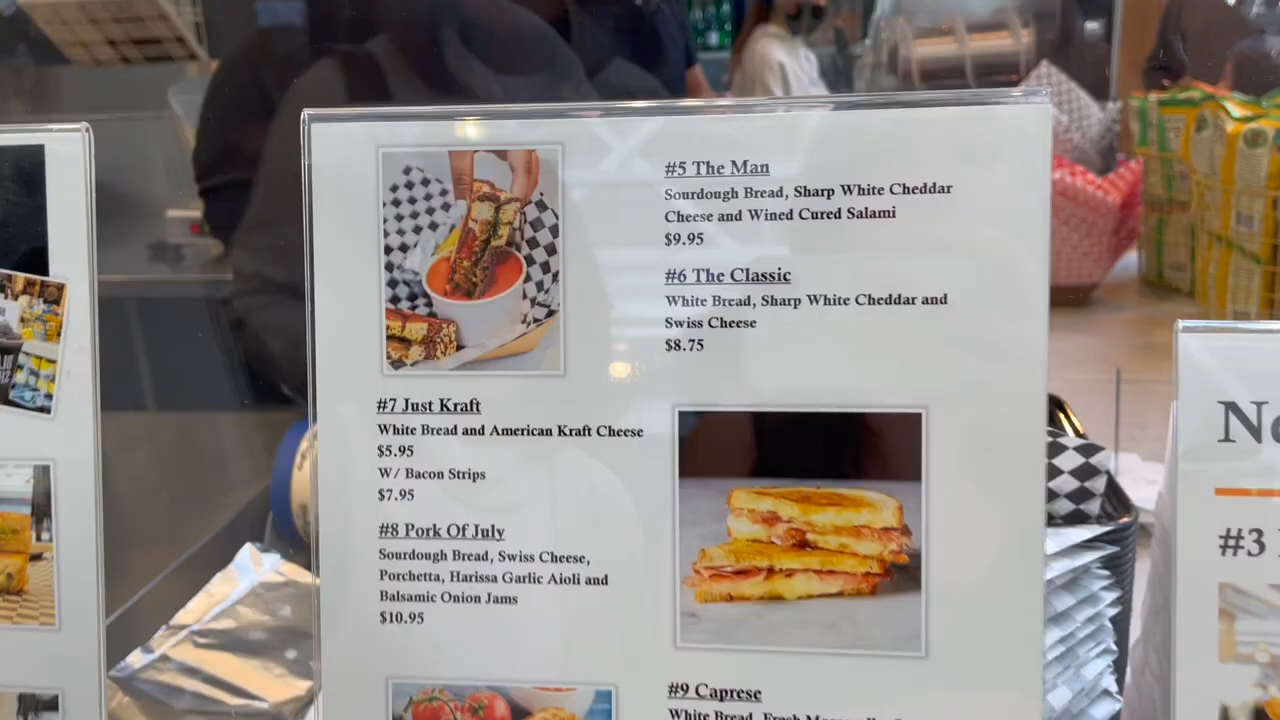 #5 The Man
Sourdough Bread, Sharp White Cheddar
Cheese and Wined Cured Salami
$9.95
#6 The Classic
White Bread, Sharp White Cheddar and
Swiss Cheese
$8.75
#7 Just Kraft
White Bread and American Kraft Cheese
$5.95
W/ Bacon Strips
$7.95
#8 Pork Of July
Sourdough Bread, Swiss Cheese,
Porchetta, Harissa Garlic Aioli and
Balsamic Onion Jams
$10.95
#9 Caprese
White Bread, Fresh
#3